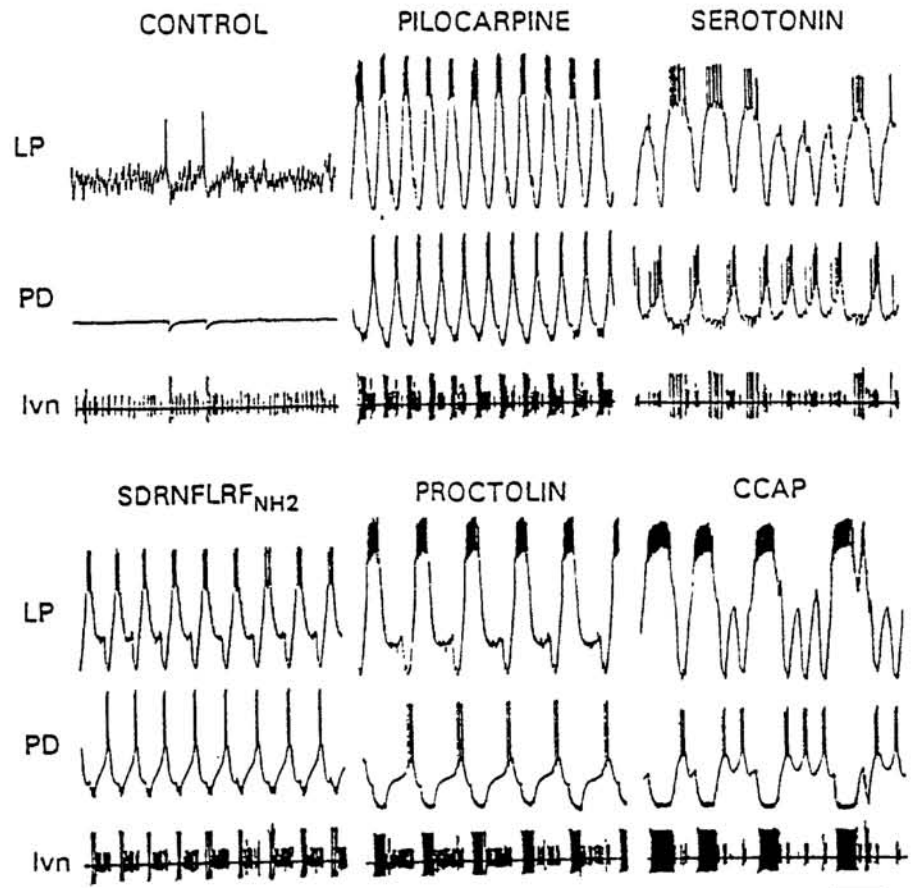 CONTROL PILOCARPINE SEROTONIN
LP
PD
lvn
SDRNFLRFNH2 PROCTOLIN CCAP
LP
PD
lvn